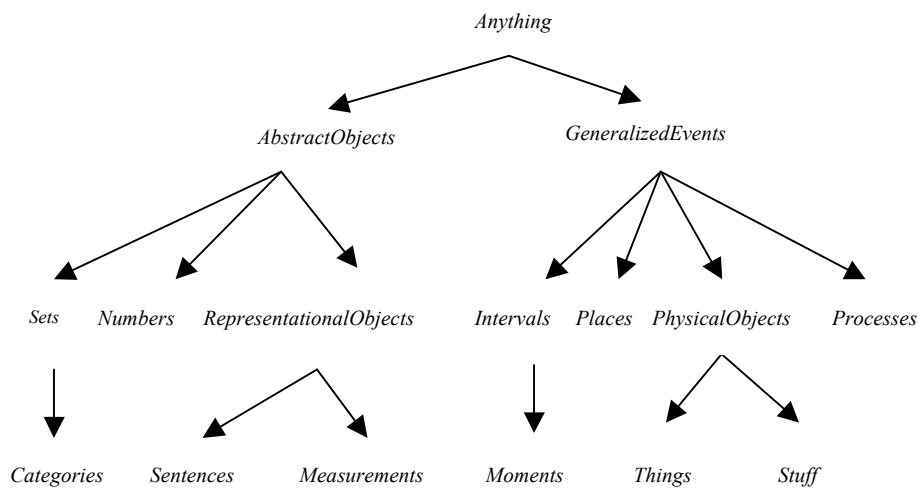 Anything
AbstractObjects GeneralizedEvents
Sets Numbers RepresentationalObjects Intervals Places PhysicalObjects Processes
Categories Sentences Measurements Moments Things Stuff